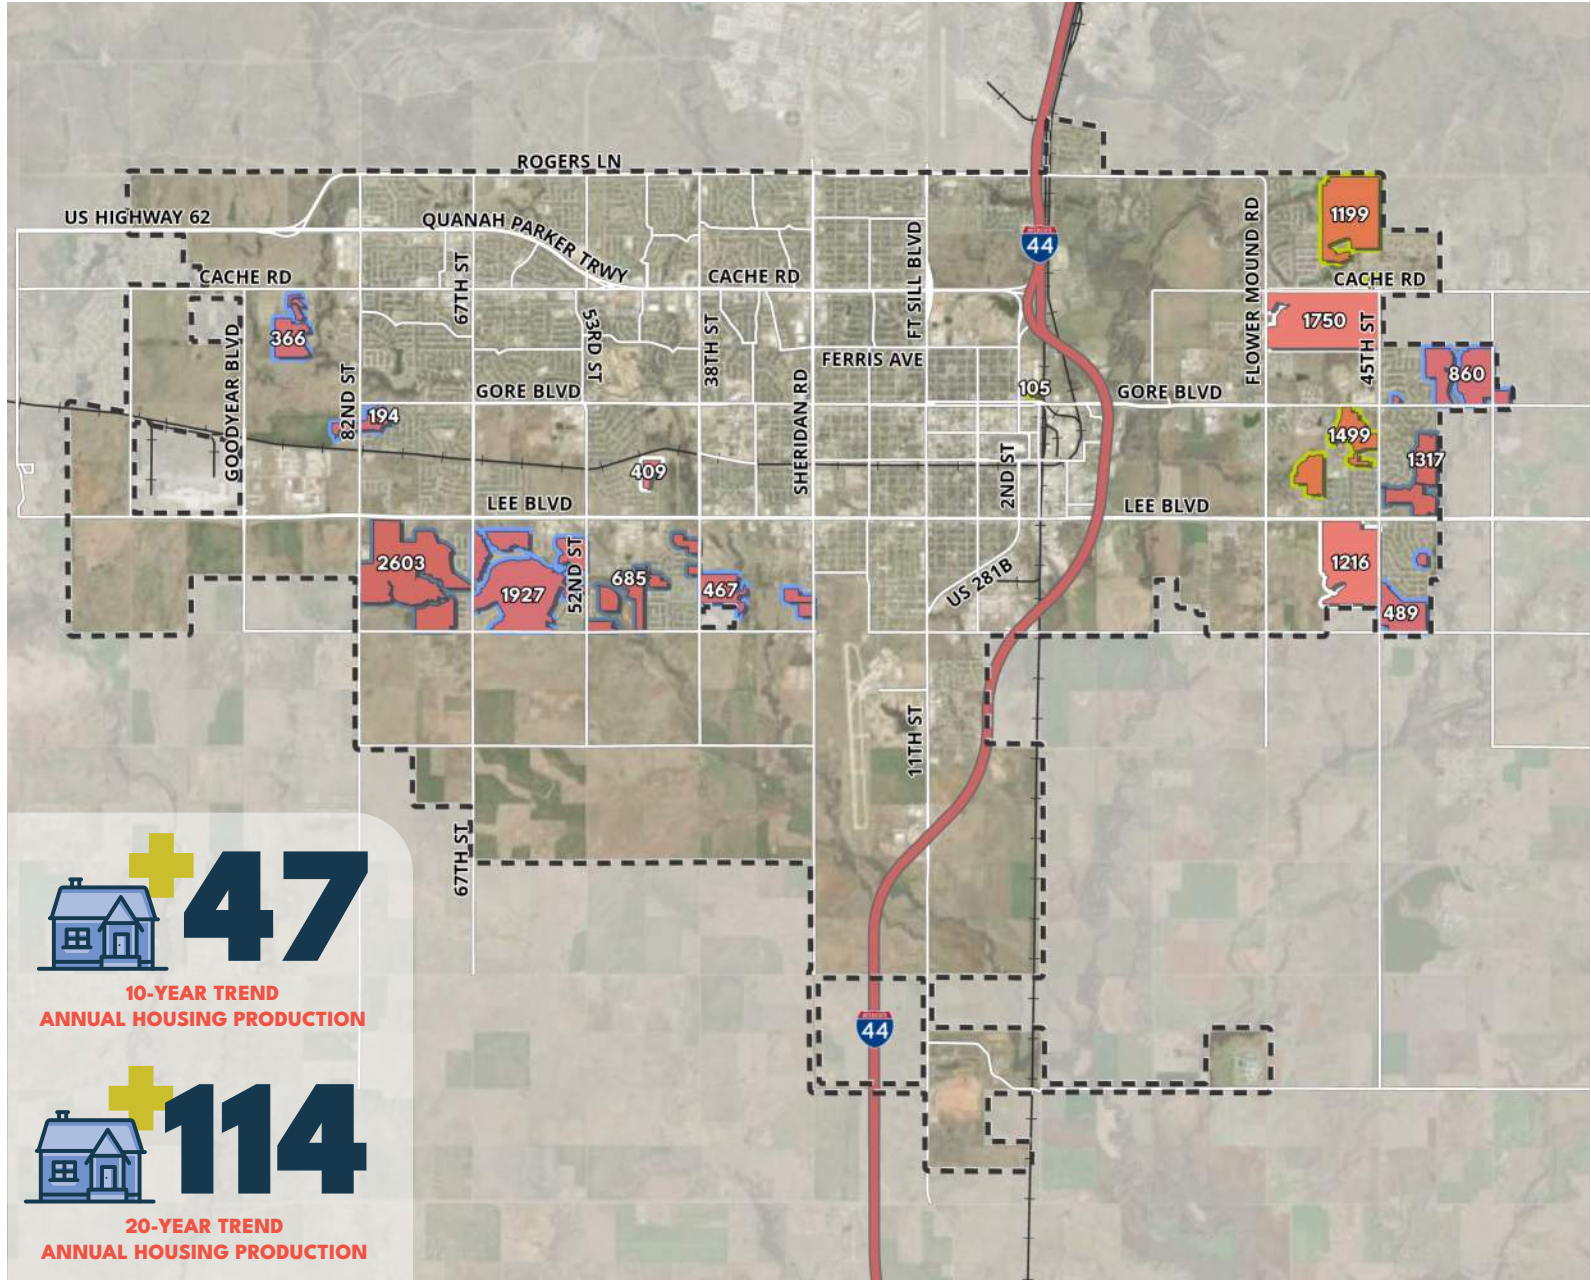 ROGERS LN
US HIGHWAY 62
QUANAH PARKER TRWY
1199
44
CACHE RD
CACHE RD
CACHE RD
67TH ST
FT SILL BLVD
FLOWER MOUND RD
366
GOODYEAR BLVD
53RD ST
38TH ST
1750
45TH ST
FERRIS AVE
82ND ST
SHERIDAN RD
860
GORE BLVD
105
GORE BLVD
194
1499
1317
409
2ND ST
LEE BLVD
LEE BLVD
2603
1927
52ND ST
685
467
US 281B
1216
489
11TH ST
67TH ST
+47
10-YEAR TREND
ANNUAL HOUSING PRODUCTION
44
+114
20-YEAR TREND
ANNUAL HOUSING PRODUCTION